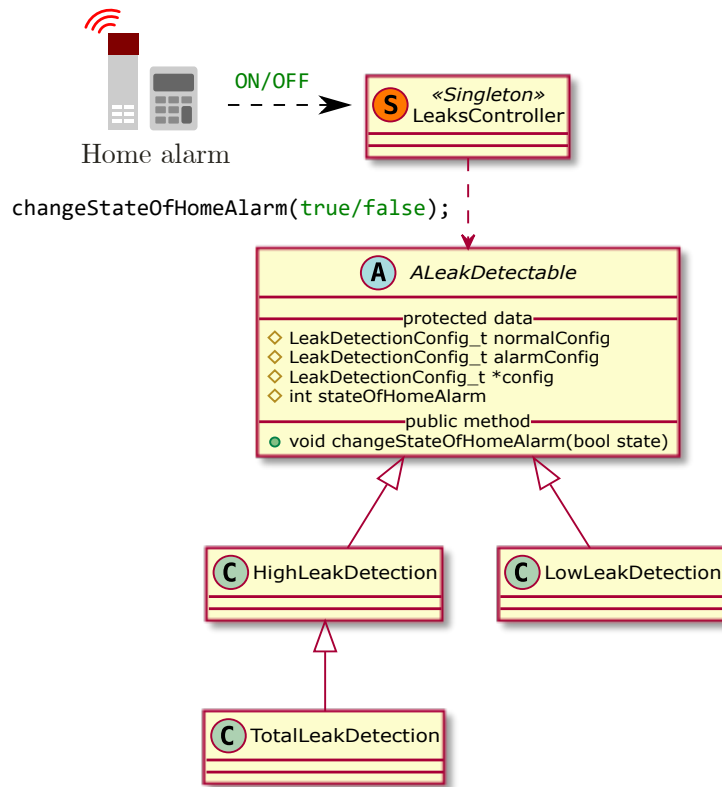 ON/OFF
Home alarm
S
«Singleton»
LeaksController
changeStateOfHomeAlarm(true/false);
A ALeakDetectable
protected data
LeakDetectionConfig_t normalConfig
LeakDetectionConfig_t alarmConfig
LeakDetectionConfig_t *config
int stateOfHomeAlarm
public method
void changeStateOfHomeAlarm(bool state)
C HighLeakDetection
C LowLeakDetection
C TotalLeakDetection